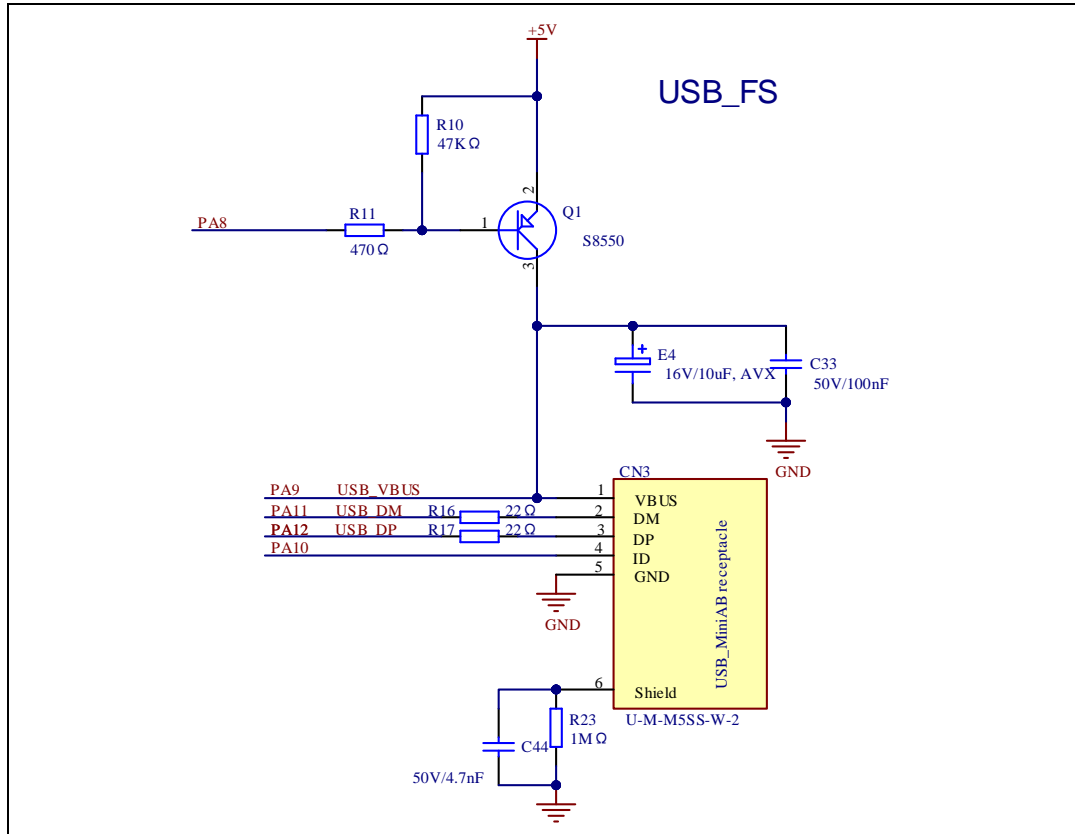 +5V
USB_FS
R10
47KΩ
2
Q1
PA8
R11
1
470Ω
S8550
3
E4
16V/10uF, AVX
C33
50V/100nF
GND
CN3
PA9 USB_VBUS 1 VBUS
PA11 USB_DM R16 22Ω 2 DM
PA12 USB_DP R17 22Ω 3 DP
PA10 4 ID
5 GND
GND
USB_MiniAB receptacle
6 Shield
U-M-M5SS-W-2
R23
1MΩ
C44
50V/4.7nF